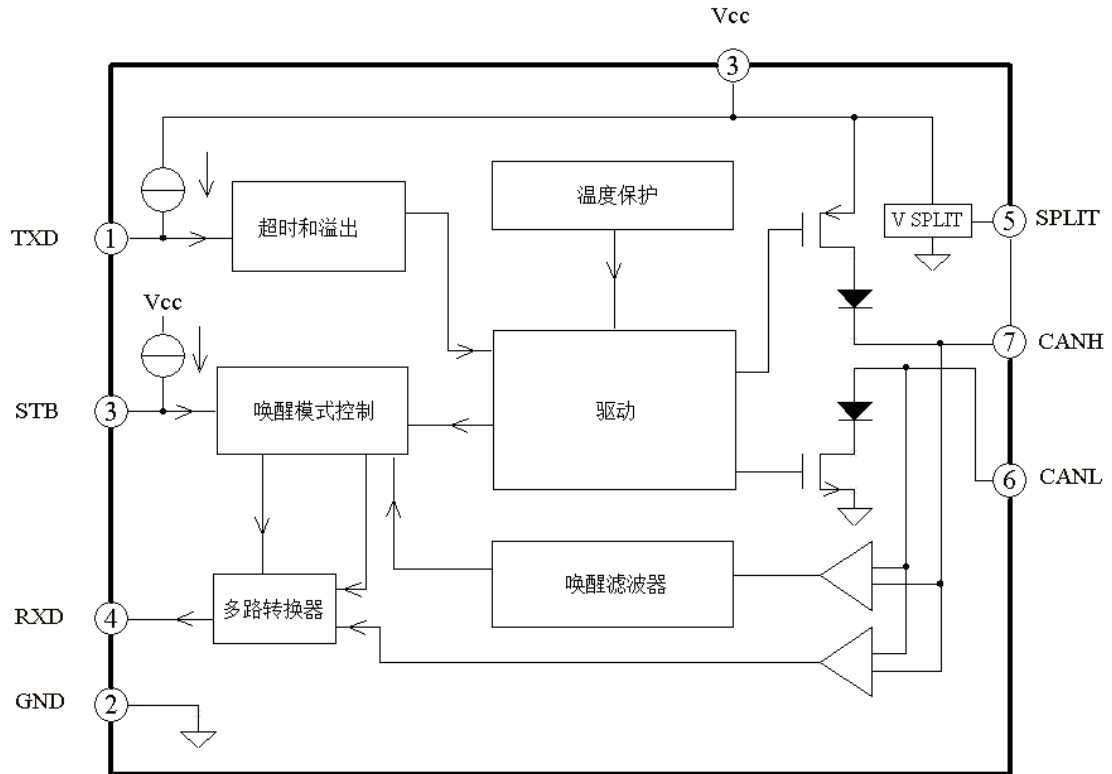 Vcc
3
温度保护
超时和溢出
TXD
1
V SPLIT
5
SPLIT
Vcc
7
CANH
STB
3
唤醒模式控制
驱动
6
CANL
唤醒滤波器
RXD
4
多路转换器
GND
2